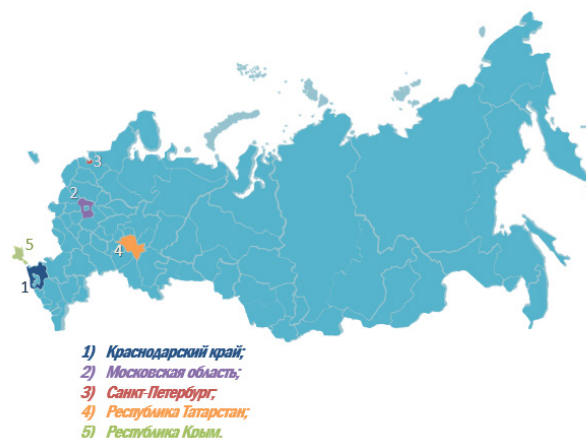 3
2
4
5
1
1) Краснодарский край;
2) Московская область;
3) Санкт-Петербург;
4) Республика Татарстан;
5) Республика Крым.